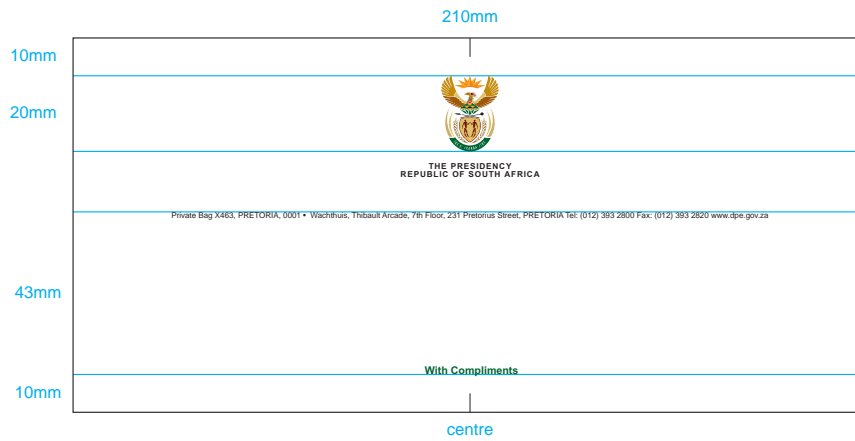 210mm
10mm
20mm
THE PRESIDENCY
REPUBLIC OF SOUTH AFRICA
Private Bag X463, PRETORIA, 0001 • Wachthuis, Thibault Arcade, 7th Floor, 231 Pretorius Street, PRETORIA Tel: (012) 393 2800 Fax: (012) 393 2820 www.dpe.gov.za
43mm
With Compliments
10mm
centre